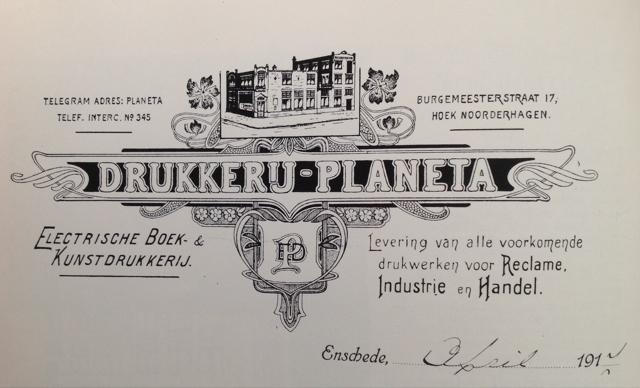 TELEGRAM ADRES: PLANETA
TELEF. INTERC. Nº 345
BURGEMEESTERSTRAAT 17,
HOEK NOORDERHAGEN.
DRUKKERIJ-PLANETA
ELECTRISCHE BOEK- &
KUNSTDRUKKERIJ.
DP
Levering van alle voorkomende
drukwerken voor Reclame,
Industrie en Handel.
Enschede, April 191